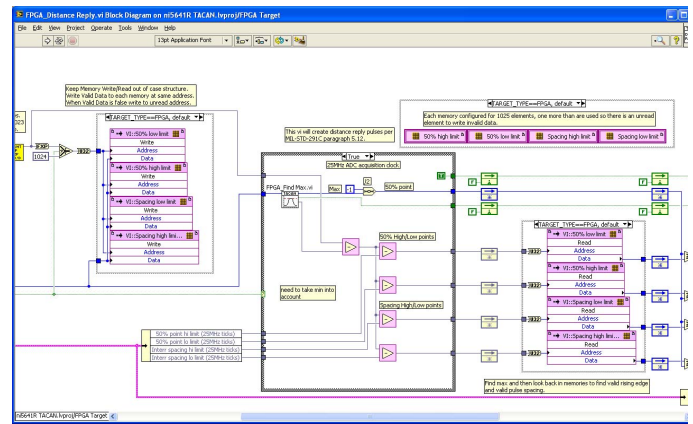 FPGA_Distance Reply.vi Block Diagram on ni5641R TACAN.lvproj/FPGA Target
File Edit View Project Operate Tools Window Help
13pt Application Font
Keep Memory Write/Read out of case structure.
Write Valid Data to each memory at same address.
When Valid Data is false write to unread address.
TARGET_TYPE==FPGA, default
VI::50% low limit
Write
Address
Data
VI::50% high limit
Write
Address
Data
VI::Spacing low limit
Write
Address
Data
VI::Spacing high limi...
Write
Address
Data
1024
U32
This vi will create distance reply pulses per
MIL-STD-291C paragraph 5.12.
TARGET_TYPE==FPGA, default
Each memory configured for 1025 elements, one more than are used so there is an unread
element to write invalid data.
50% high limit
50% low limit
Spacing high limit
Spacing low limit
True
25MHz ADC acquisition clock
FPGA_Find Max.vi
TACAN
Max
-1
50% point
50% High/Low points
need to take min into
account
Spacing High/Low points
50% point hi limit (25MHz ticks)
50% point lo limit (25MHz ticks)
Interr spacing hi limit (25MHz ticks)
Interr spacing lo limit (25MHz ticks)
TARGET_TYPE==FPGA, default
VI::50% low limit
Read
Address
Data
VI::50% high limit
Read
Address
Data
VI::Spacing low limit
Read
Address
Data
VI::Spacing high limi...
Read
Address
Data
U32
U32
U32
U32
F
F
F
Find max and then look back in memories to find valid rising edge
and valid pulse spacing.
ni5641R TACAN.lvproj/FPGA Target